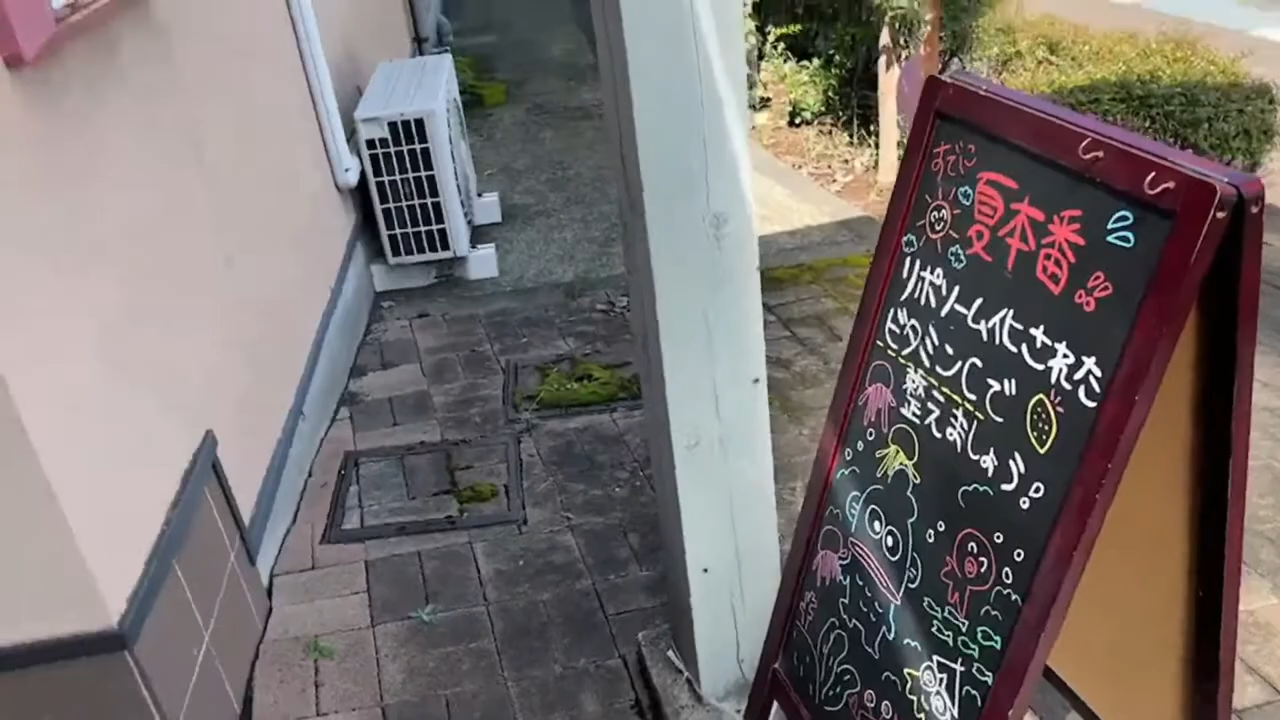 すでに
夏本番!!
リポソーム化された
ビタミンCで
整えましょう!